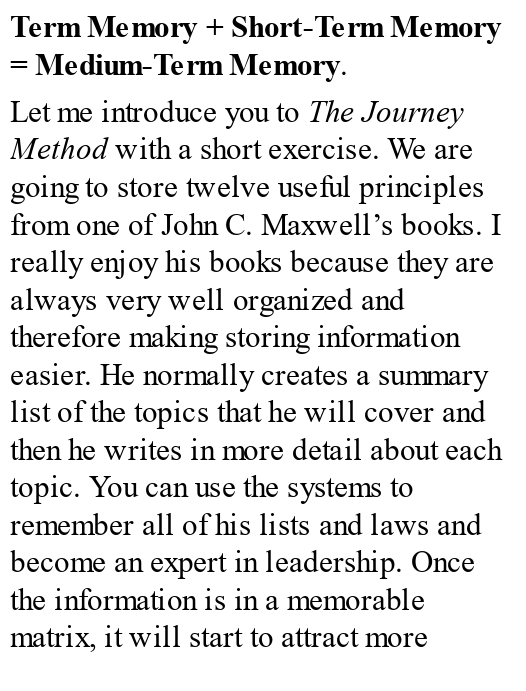 Term Memory + Short-Term Memory
= Medium-Term Memory.
Let me introduce you to The Journey
Method with a short exercise. We are
going to store twelve useful principles
from one of John C. Maxwell’s books. I
really enjoy his books because they are
always very well organized and
therefore making storing information
easier. He normally creates a summary
list of the topics that he will cover and
then he writes in more detail about each
topic. You can use the systems to
remember all of his lists and laws and
become an expert in leadership. Once
the information is in a memorable
matrix, it will start to attract more